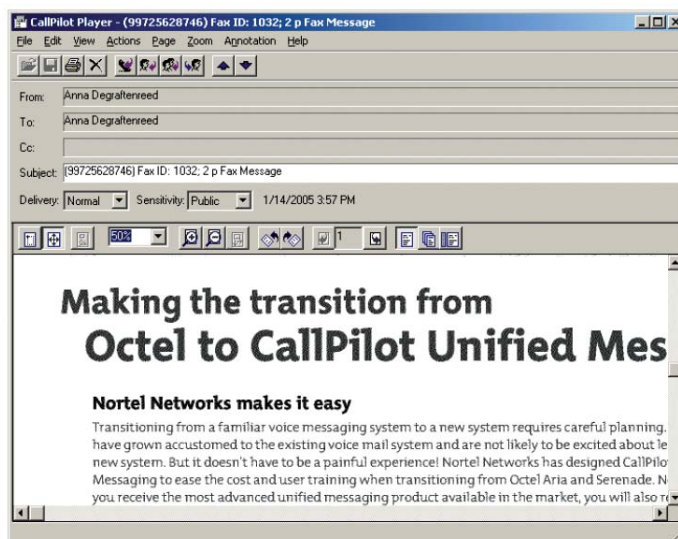 CallPilot Player - (99725628746) Fax ID: 1032; 2 p Fax Message
File Edit View Actions Page Zoom Annotation Help
From: Anna Degraftenreed
To: Anna Degraftenreed
Cc:
Subject: (99725628746) Fax ID: 1032; 2 p Fax Message
Delivery: Normal Sensitivity: Public 1/14/2005 3:57 PM
50% 1
Making the transition from
Octel to CallPilot Unified Mes
Nortel Networks makes it easy
Transitioning from a familiar voice messaging system to a new system requires careful planning.
have grown accustomed to the existing voice mail system and are not likely to be excited about le
new system. But it doesn't have to be a painful experience! Nortel Networks has designed CallPilo
Messaging to ease the cost and user training when transitioning from Octel Aria and Serenade. N
you receive the most advanced unified messaging product available in the market, you will also r